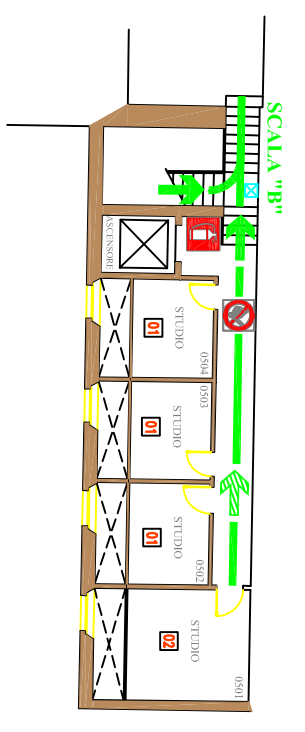 SCALA "B"
ASCENSORE
STUDIO
0504
01
0503
STUDIO
01
STUDIO
01
0502
STUDIO
02
0501